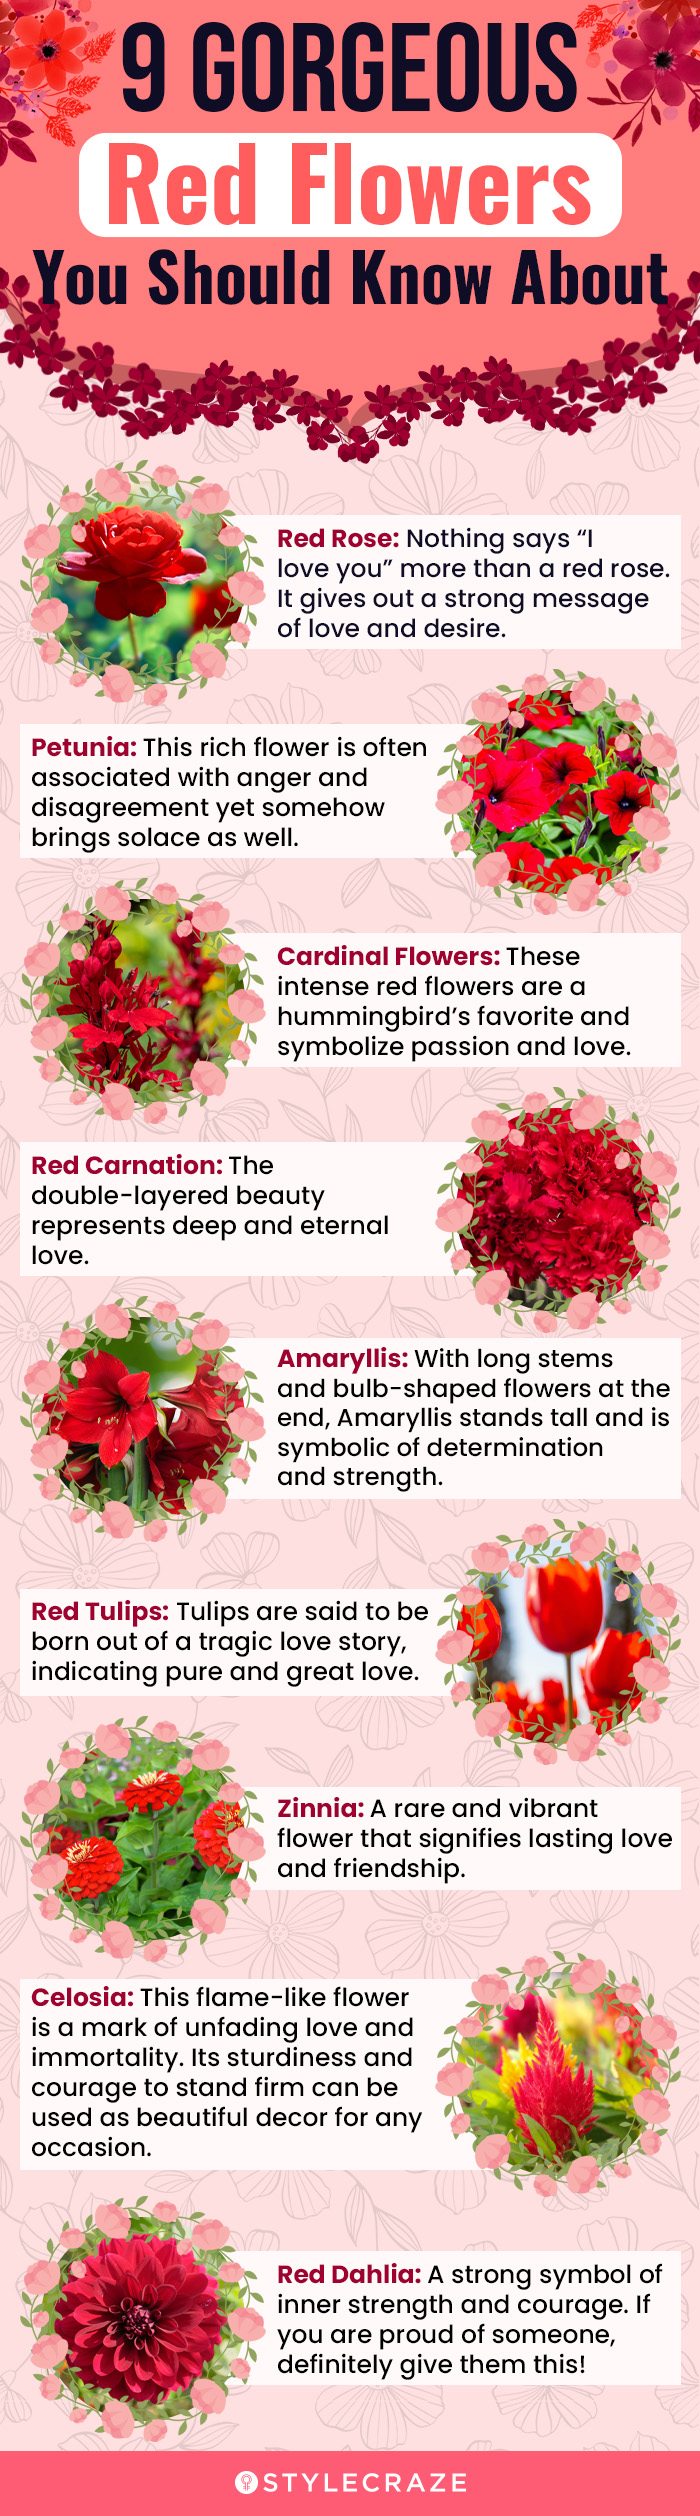 9 GORGEOUS
Red Flowers
You Should Know About
Red Rose: Nothing says “I
love you” more than a red rose.
It gives out a strong message
of love and desire.
Petunia: This rich flower is often
associated with anger and
disagreement yet somehow
brings solace as well.
Cardinal Flowers: These
intense red flowers are a
hummingbird’s favorite and
symbolize passion and love.
Red Carnation: The
double-layered beauty
represents deep and eternal
love.
Amaryllis: With long stems
and bulb-shaped flowers at the
end, Amaryllis stands tall and is
symbolic of determination
and strength.
Red Tulips: Tulips are said to be
born out of a tragic love story,
indicating pure and great love.
Zinnia: A rare and vibrant
flower that signifies lasting love
and friendship.
Celosia: This flame-like flower
is a mark of unfading love and
immortality. Its sturdiness and
courage to stand firm can be
used as beautiful decor for any
occasion.
Red Dahlia: A strong symbol of
inner strength and courage. If
you are proud of someone,
definitely give them this!
STYLECRAZE